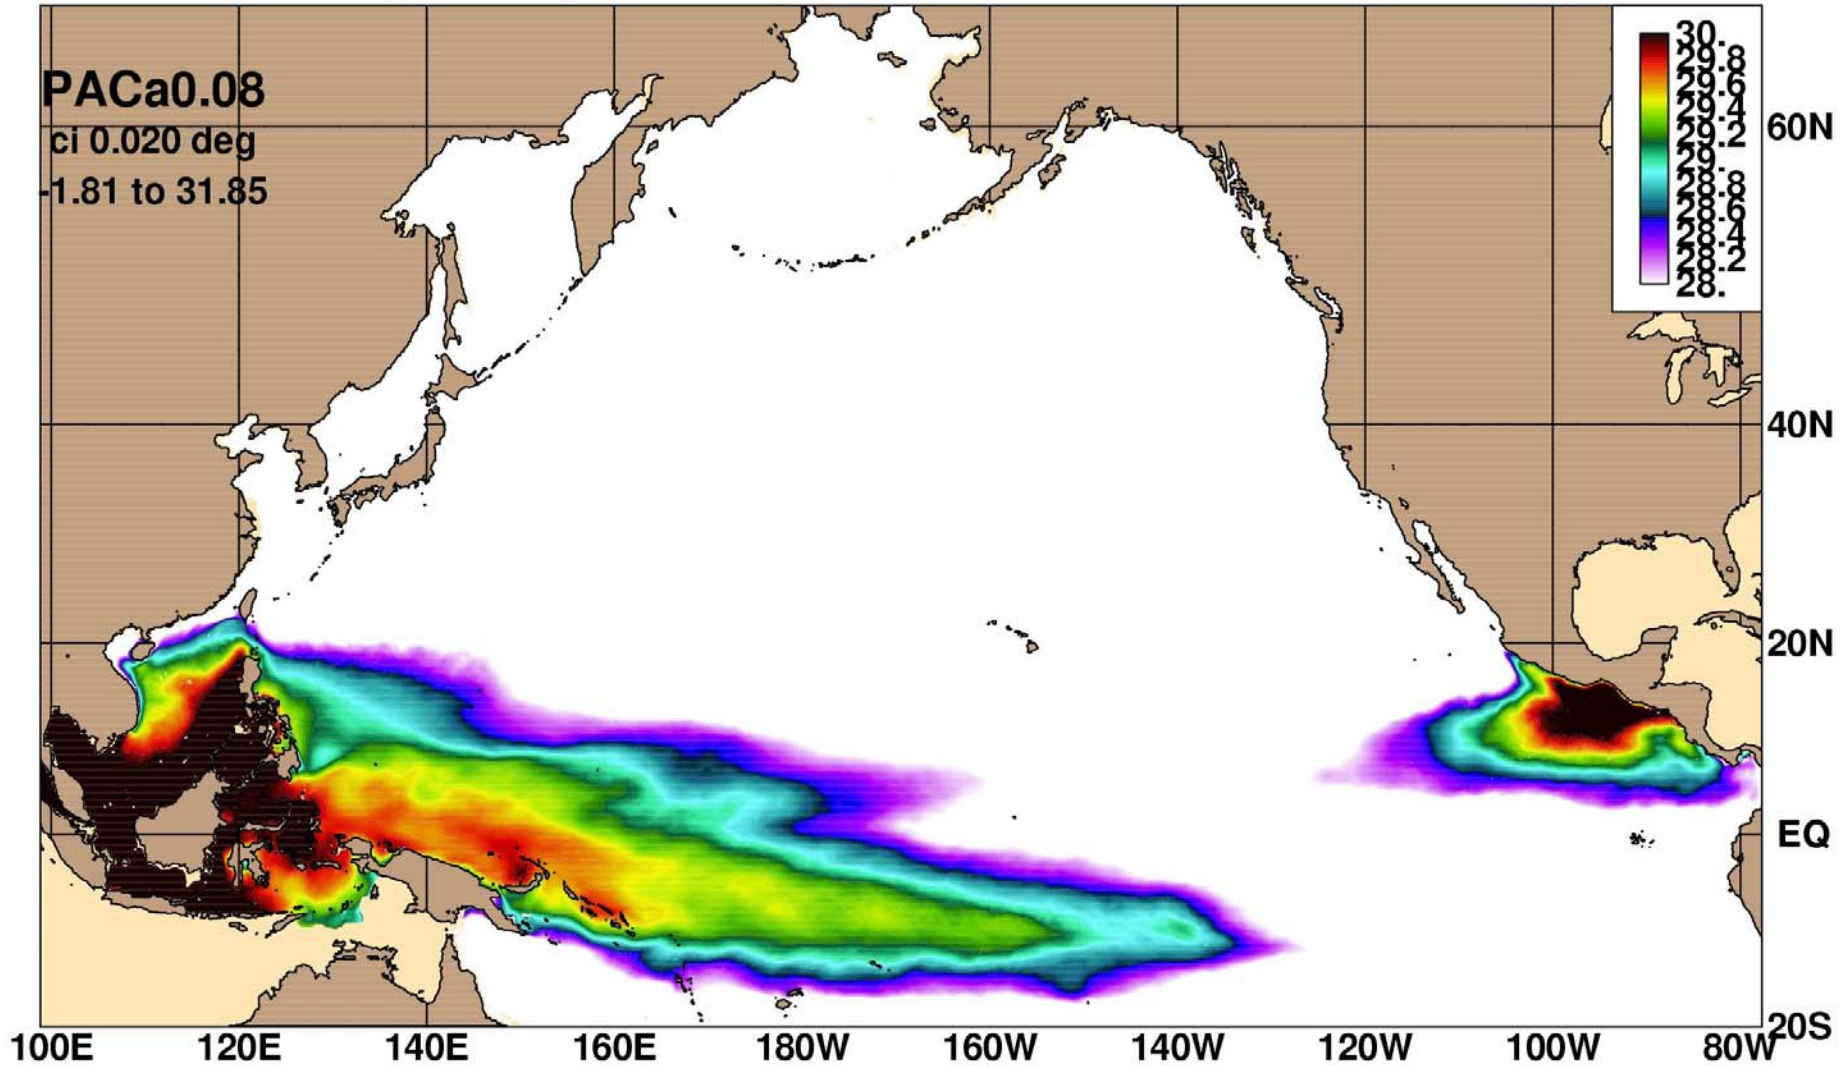 PACa0.08
ci 0.020 deg
-1.81 to 31.85
30.
29.8
29.6
29.4
29.2
29.
28.8
28.6
28.4
28.2
28.
60N
40N
20N
EQ
20S
100E 120E 140E 160E 180W 160W 140W 120W 100W 80W